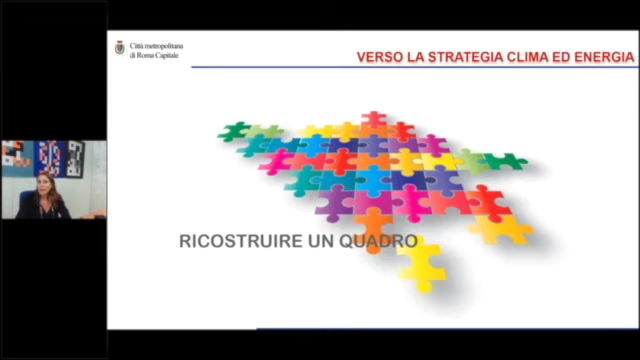 Città metropolitana
di Roma Capitale
VERSO LA STRATEGIA CLIMA ED ENERGIA
RICOSTRUIRE UN QUADRO